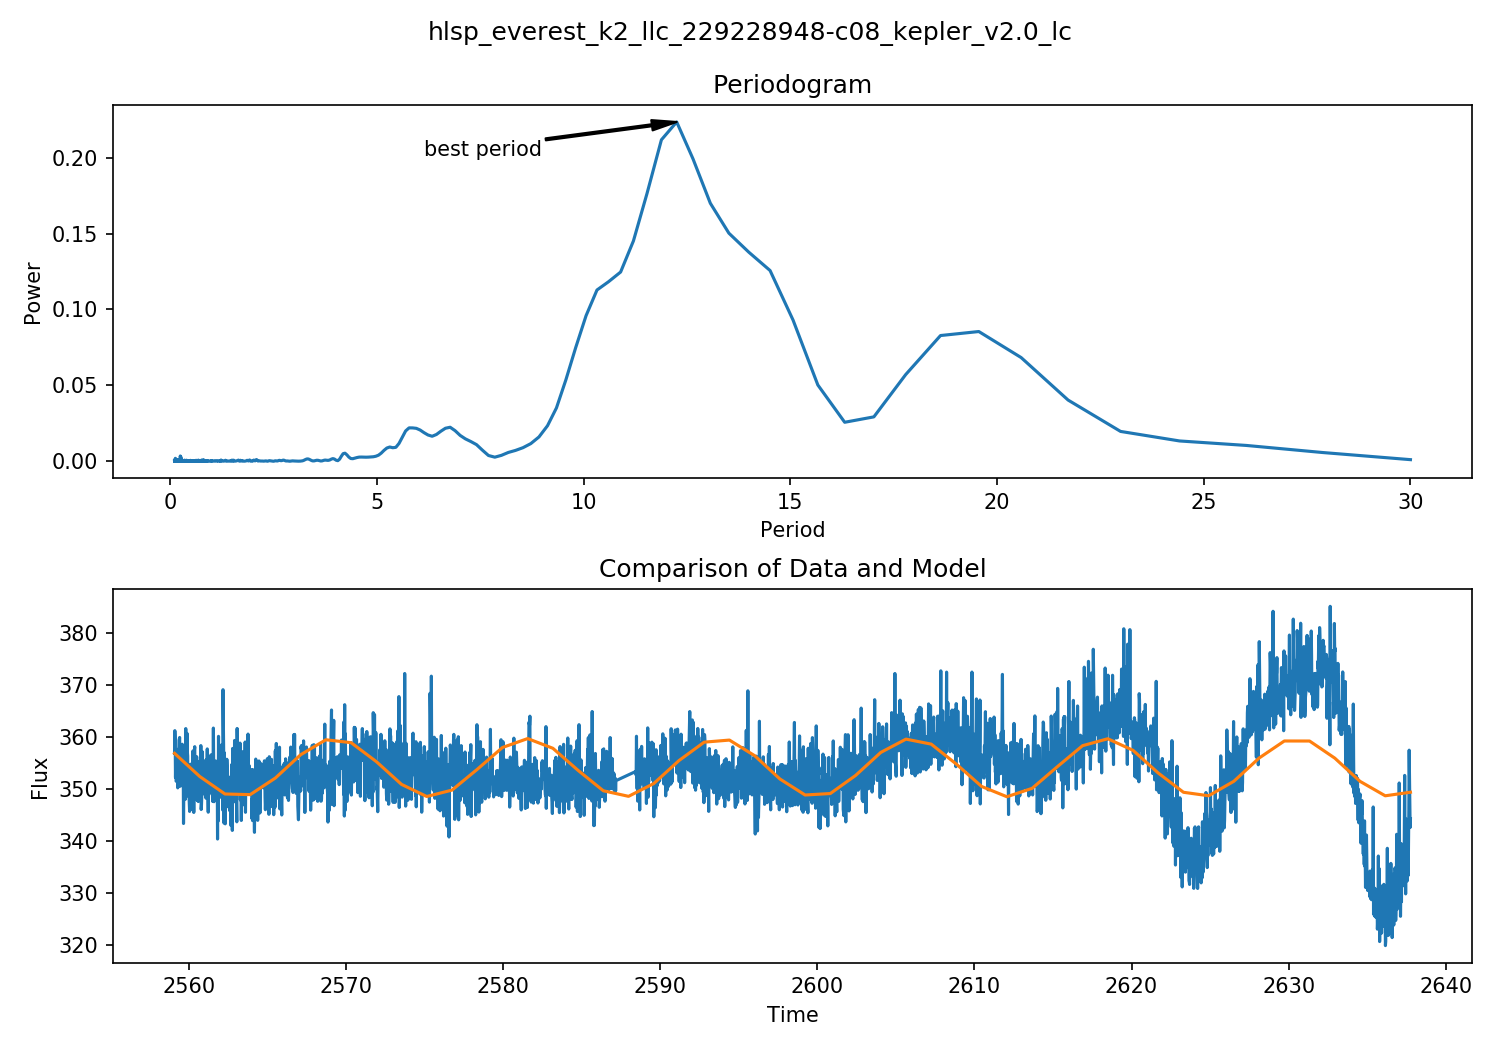 hlsp_everest_k2_llc_229228948-c08_kepler_v2.0_lc
Periodogram
best period
Power
0.20
0.15
0.10
0.05
0.00
0 5 10 15 20 25 30
Period
Comparison of Data and Model
Flux
380
370
360
350
340
330
320
2560 2570 2580 2590 2600 2610 2620 2630 2640
Time